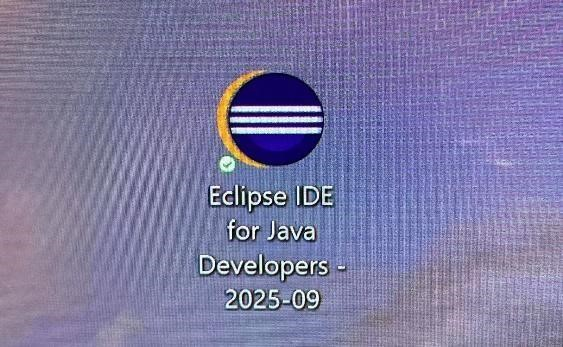 Eclipse IDE
for Java
Developers -
2025-09